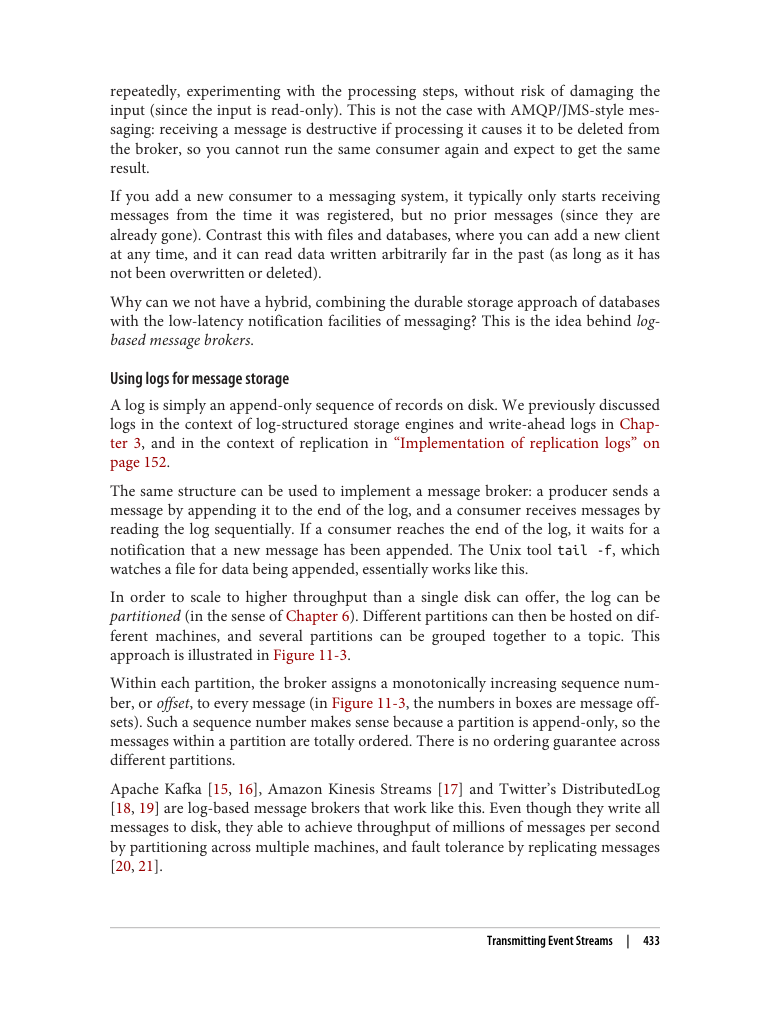 repeatedly, experimenting with the processing steps, without risk of damaging the
input (since the input is read-only). This is not the case with AMQP/JMS-style mes-
saging: receiving a message is destructive if processing it causes it to be deleted from
the broker, so you cannot run the same consumer again and expect to get the same
result.
If you add a new consumer to a messaging system, it typically only starts receiving
messages from the time it was registered, but no prior messages (since they are
already gone). Contrast this with files and databases, where you can add a new client
at any time, and it can read data written arbitrarily far in the past (as long as it has
not been overwritten or deleted).
Why can we not have a hybrid, combining the durable storage approach of databases
with the low-latency notification facilities of messaging? This is the idea behind log-
based message brokers.
Using logs for message storage
A log is simply an append-only sequence of records on disk. We previously discussed
logs in the context of log-structured storage engines and write-ahead logs in Chap-
ter 3, and in the context of replication in “Implementation of replication logs” on
page 152.
The same structure can be used to implement a message broker: a producer sends a
message by appending it to the end of the log, and a consumer receives messages by
reading the log sequentially. If a consumer reaches the end of the log, it waits for a
notification that a new message has been appended. The Unix tool tail -f, which
watches a file for data being appended, essentially works like this.
In order to scale to higher throughput than a single disk can offer, the log can be
partitioned (in the sense of Chapter 6). Different partitions can then be hosted on dif-
ferent machines, and several partitions can be grouped together to a topic. This
approach is illustrated in Figure 11-3.
Within each partition, the broker assigns a monotonically increasing sequence num-
ber, or offset, to every message (in Figure 11-3, the numbers in boxes are message off-
sets). Such a sequence number makes sense because a partition is append-only, so the
messages within a partition are totally ordered. There is no ordering guarantee across
different partitions.
Apache Kafka [15, 16], Amazon Kinesis Streams [17] and Twitter’s DistributedLog
[18, 19] are log-based message brokers that work like this. Even though they write all
messages to disk, they able to achieve throughput of millions of messages per second
by partitioning across multiple machines, and fault tolerance by replicating messages
[20, 21].
Transmitting Event Streams | 433